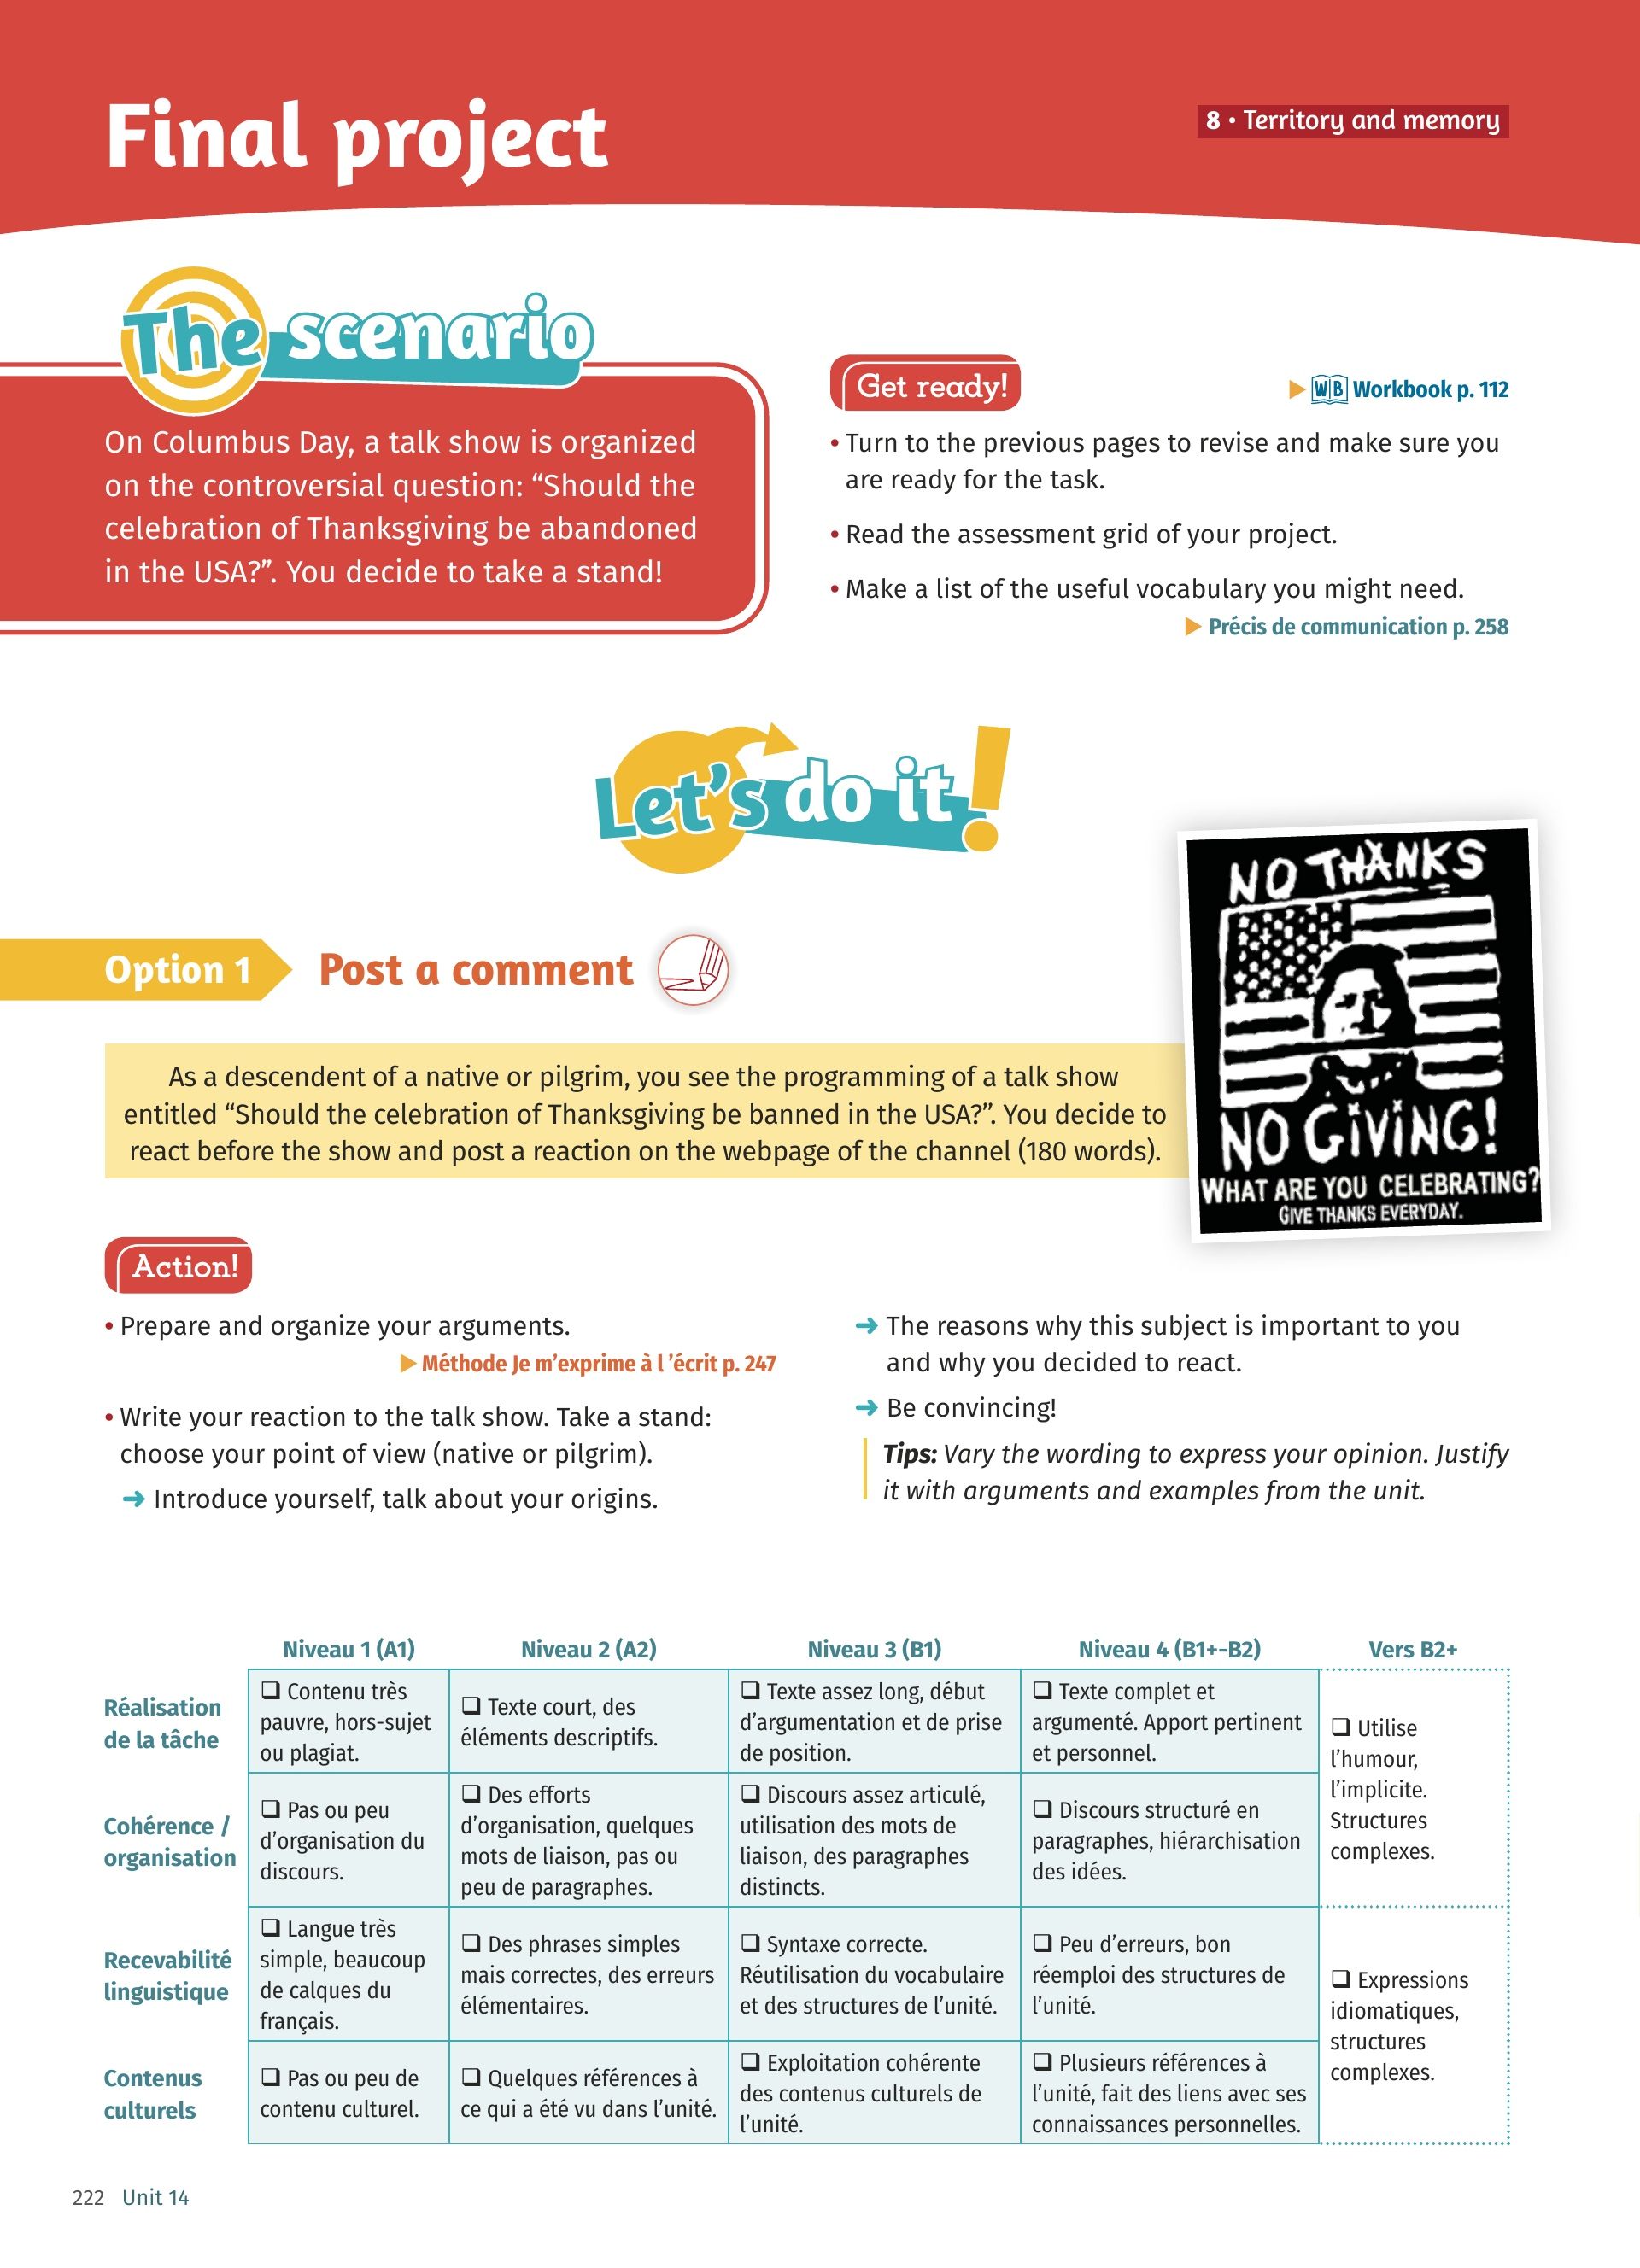 Final project
8 • Territory and memory
The scenario
On Columbus Day, a talk show is organized
on the controversial question: “Should the
celebration of Thanksgiving be abandoned
in the USA?”. You decide to take a stand!
Get ready!
WB Workbook p. 112
• Turn to the previous pages to revise and make sure you
are ready for the task.
• Read the assessment grid of your project.
• Make a list of the useful vocabulary you might need.
Précis de communication p. 258
Let’s do it!
Option 1
Post a comment
As a descendent of a native or pilgrim, you see the programming of a talk show
entitled “Should the celebration of Thanksgiving be banned in the USA?”. You decide to
react before the show and post a reaction on the webpage of the channel (180 words).
NO THANKS
NO GIVING!
WHAT ARE YOU CELEBRATING?
GIVE THANKS EVERYDAY.
Action!
• Prepare and organize your arguments.
Méthode Je m’exprime à l ’écrit p. 247
• Write your reaction to the talk show. Take a stand:
choose your point of view (native or pilgrim).
➜ Introduce yourself, talk about your origins.
➜ The reasons why this subject is important to you
and why you decided to react.
➜ Be convincing!
Tips: Vary the wording to express your opinion. Justify
it with arguments and examples from the unit.
Niveau 1 (A1) Niveau 2 (A2) Niveau 3 (B1) Niveau 4 (B1+-B2) Vers B2+
Réalisation
de la tâche
❑ Contenu très
pauvre, hors-sujet
ou plagiat.
❑ Texte court, des
éléments descriptifs.
❑ Texte assez long, début
d’argumentation et de prise
de position.
❑ Texte complet et
argumenté. Apport pertinent
et personnel.
❑ Utilise
l’humour,
l’implicite.
Structures
complexes.
Cohérence /
organisation
❑ Pas ou peu
d’organisation du
discours.
❑ Des efforts
d’organisation, quelques
mots de liaison, pas ou
peu de paragraphes.
❑ Discours assez articulé,
utilisation des mots de
liaison, des paragraphes
distincts.
❑ Discours structuré en
paragraphes, hiérarchisation
des idées.
Recevabilité
linguistique
❑ Langue très
simple, beaucoup
de calques du
français.
❑ Des phrases simples
mais correctes, des erreurs
élémentaires.
❑ Syntaxe correcte.
Réutilisation du vocabulaire
et des structures de l’unité.
❑ Peu d’erreurs, bon
réemploi des structures de
l’unité.
❑ Expressions
idiomatiques,
structures
complexes.
Contenus
culturels
❑ Pas ou peu de
contenu culturel.
❑ Quelques références à
ce qui a été vu dans l’unité.
❑ Exploitation cohérente
des contenus culturels de
l’unité.
❑ Plusieurs références à
l’unité, fait des liens avec ses
connaissances personnelles.
222 Unit 14